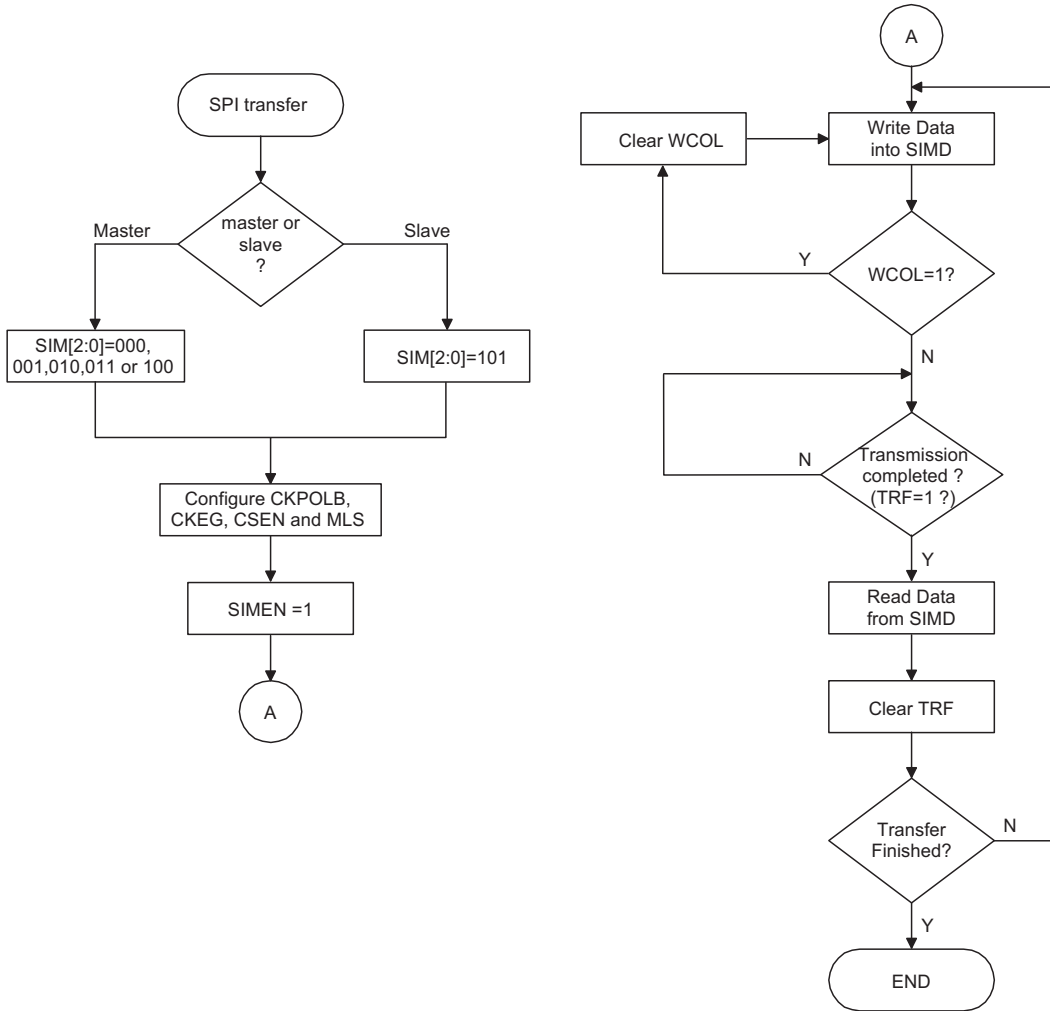 SPI transfer
master or
slave
?
Master
Slave
SIM[2:0]=000,
001,010,011 or 100
SIM[2:0]=101
Configure CKPOLB,
CKEG, CSEN and MLS
SIMEN =1
A
A
Clear WCOL
Write Data
into SIMD
Y
WCOL=1?
N
N
Transmission
completed ?
(TRF=1 ?)
Y
Read Data
from SIMD
Clear TRF
Transfer
Finished?
N
Y
END